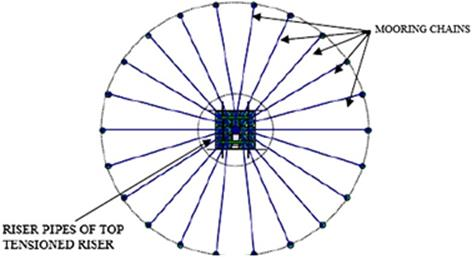 MOORING CHAINS
RISER PIPES OF TOP
TENSIONED RISER